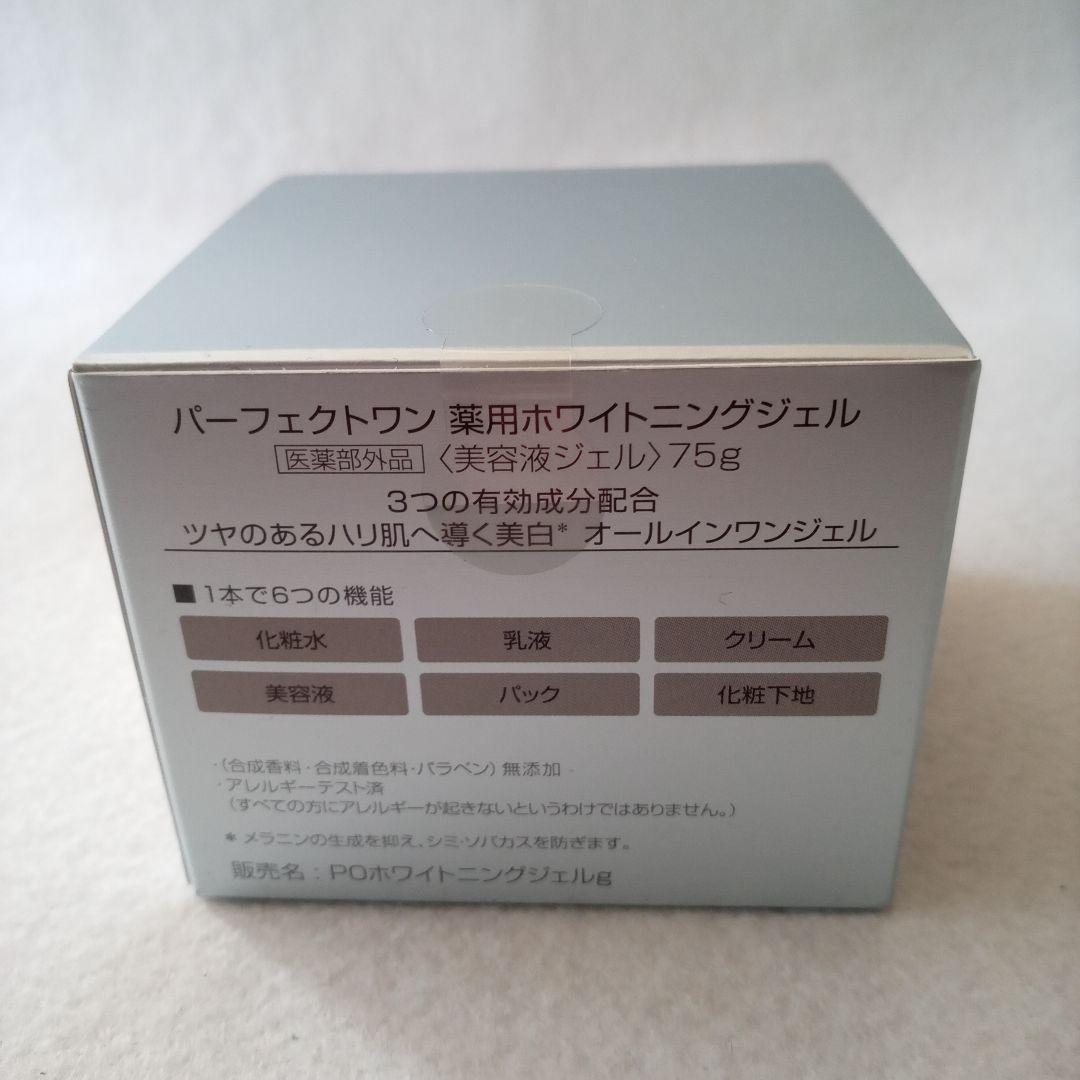 パーフェクトワン 薬用ホワイトニングジェル
医薬部外品 〈美容液ジェル〉75g
3つの有効成分配合
ツヤのあるハリ肌へ導く美白* オールインワンジェル
■1本で6つの機能
化粧水 乳液 クリーム
美容液 パック 化粧下地
・(合成香料・合成着色料・パラベン)無添加
・アレルギーテスト済
(すべての方にアレルギーが起きないというわけではありません。)
* メラニンの生成を抑え、シミ・ソバカスを防ぎます。
販売名：POホワイトニングジェルg